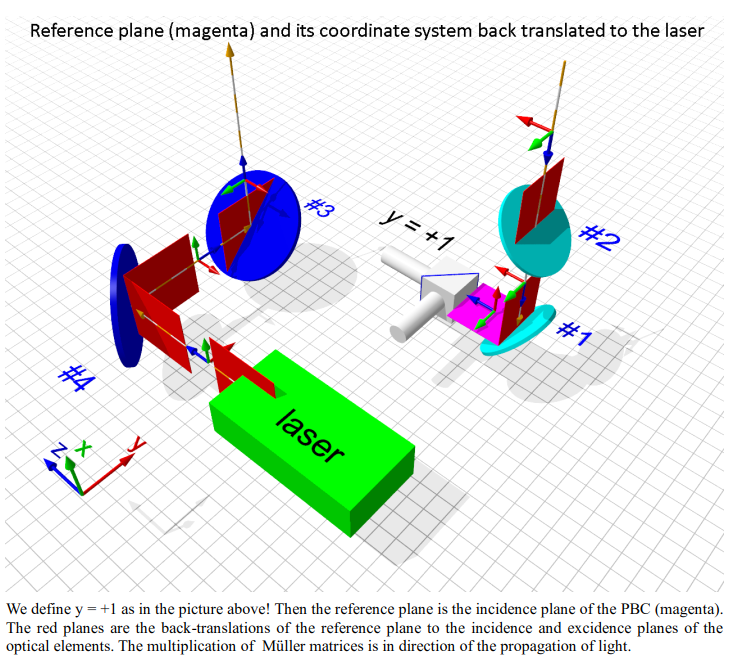 Reference plane (magenta) and its coordinate system back translated to the laser
#3
y = +1
#2
#1
#4
laser
z x y
We define y = +1 as in the picture above! Then the reference plane is the incidence plane of the PBC (magenta).
The red planes are the back-translations of the reference plane to the incidence and excidence planes of the
optical elements. The multiplication of Müller matrices is in direction of the propagation of light.